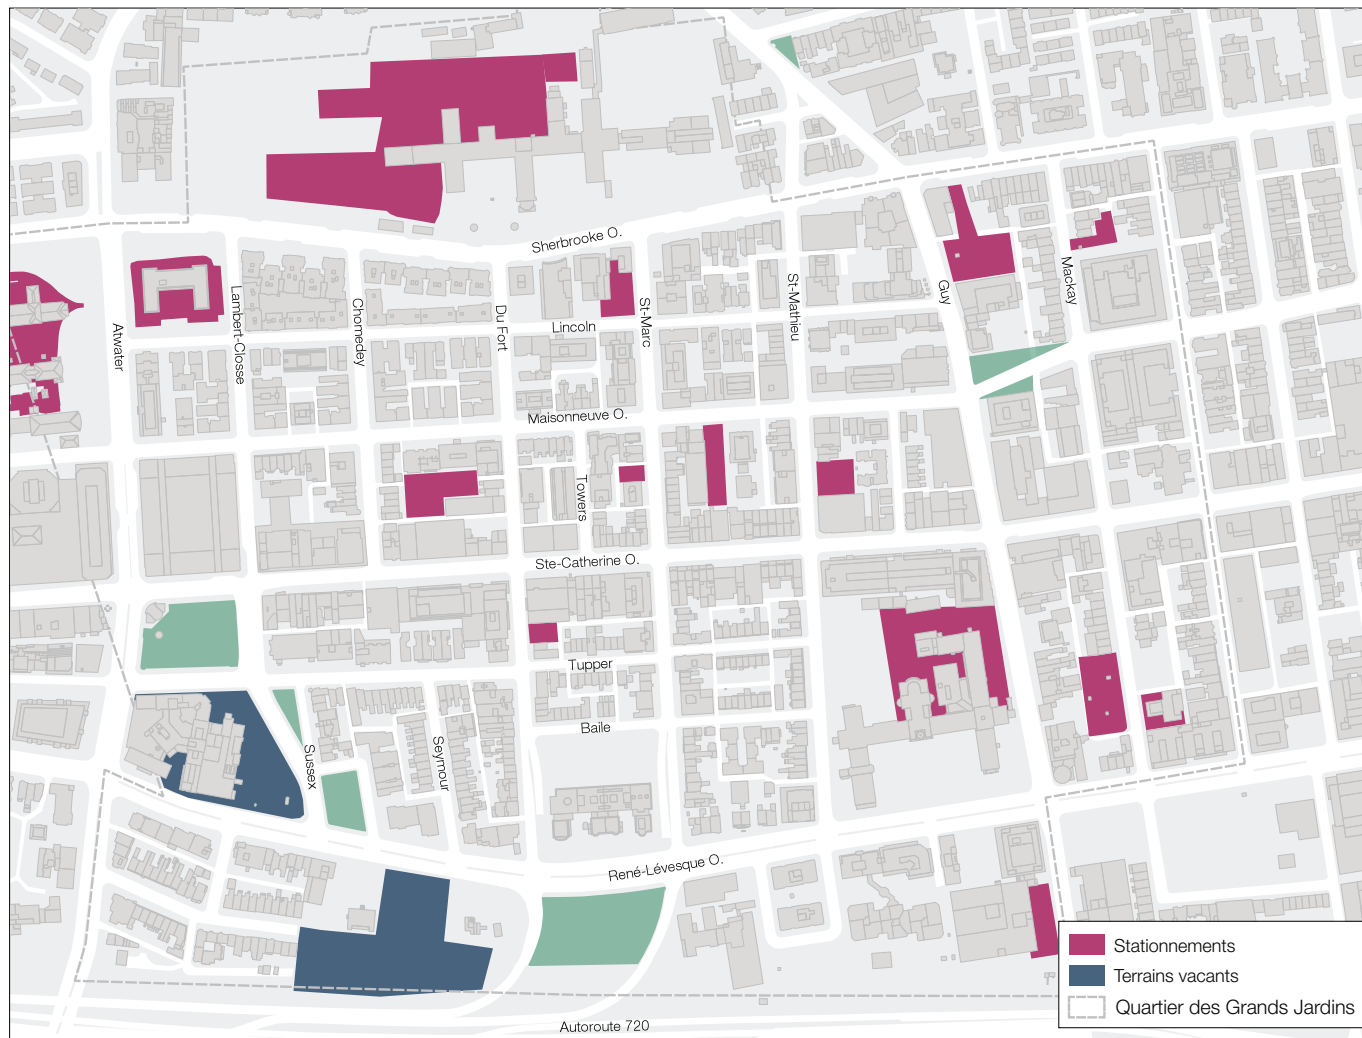 Sherbrooke O.
Lincoln
Maisonneuve O.
Ste-Catherine O.
Tupper
Baile
René-Lévesque O.
Autoroute 720
Atwater
Lambert-Closse
Chomedey
Du Fort
St-Marc
St-Mathieu
Guy
Mackay
Towers
Sussex
Seymour
Stationnements
Terrains vacants
Quartier des Grands Jardins